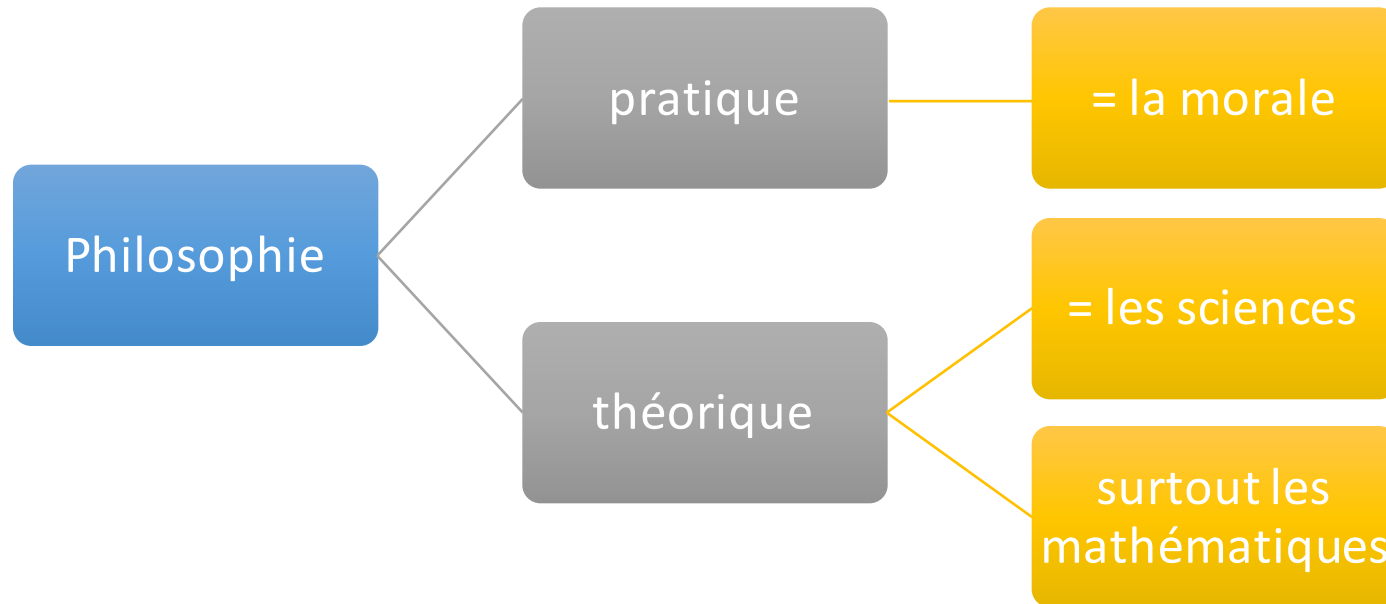 Philosophie
pratique
= la morale
théorique
= les sciences
surtout les
mathématiques